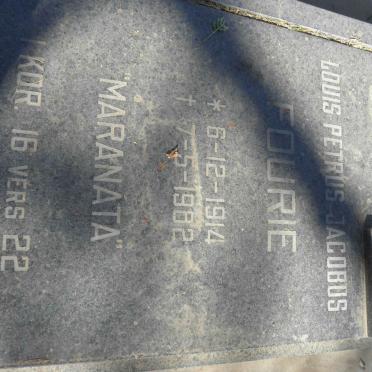 LOUIS PETRUS JACOBUS
FOURIE
* 6-12-1914
† 7-5-1982
"MARANATA"
I KOR 16 VERS 22